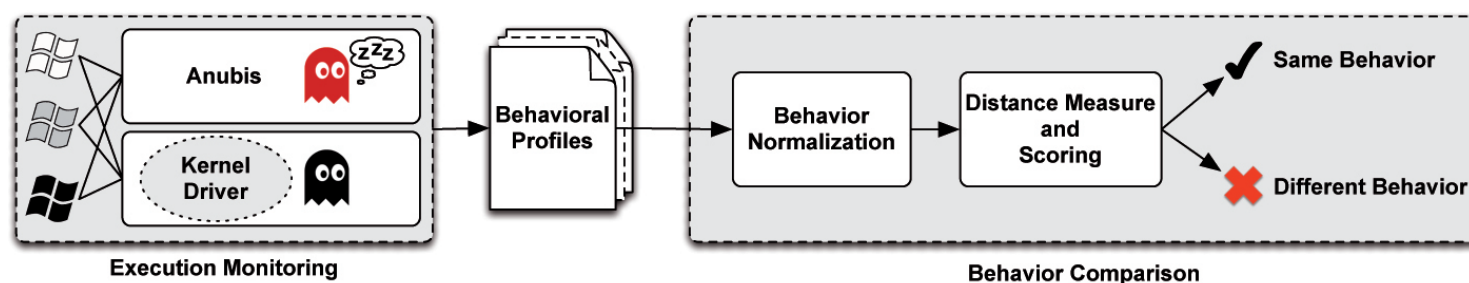 Anubis
zzz
Kernel
Driver
Execution Monitoring
Behavioral
Profiles
Behavior
Normalization
Distance Measure
and
Scoring
Same Behavior
Different Behavior
Behavior Comparison